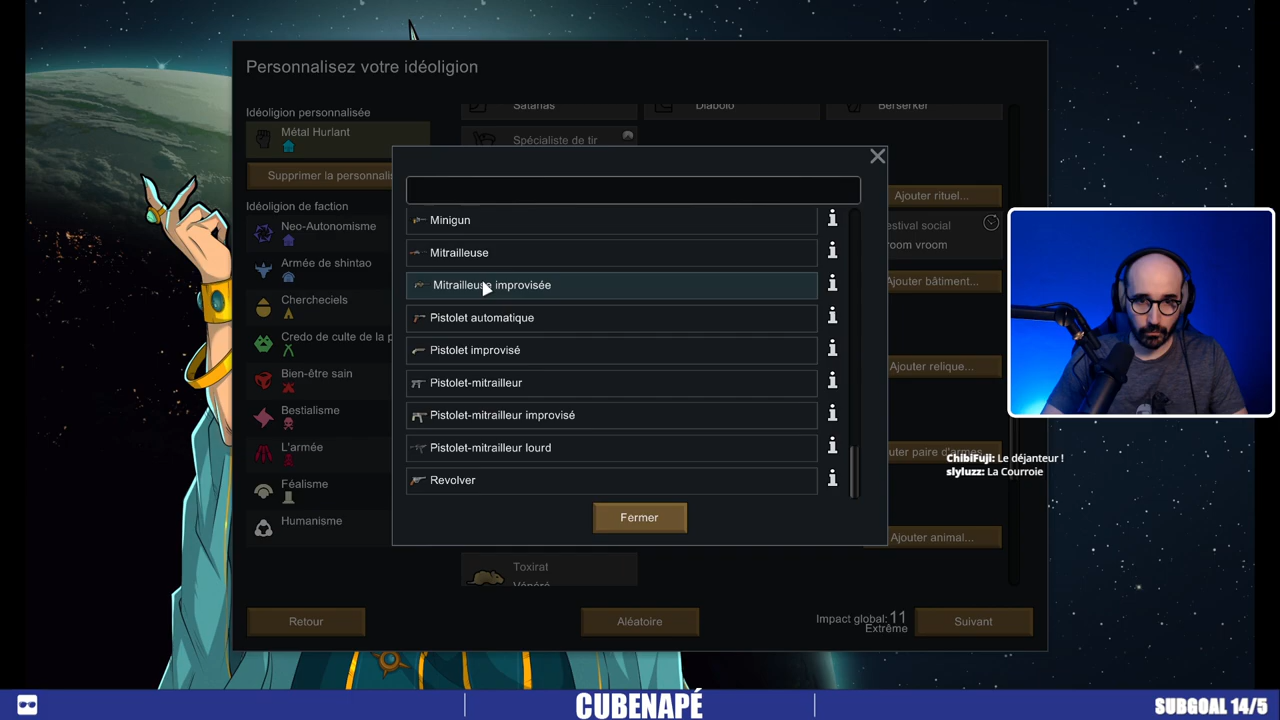 Personnalisez votre idéoligion
Idéoligion personnalisée
Métal Hurlant
Supprimer la personnalis
Idéoligion de faction
Neo-Autonomisme
Armée de shintao
Chercheciels
Credo de culte de la p
Bien-être sain
Bestialisme
L'armée
Féalisme
Humanisme
Satanas
Diabolo
Berserker
Spécialiste de tir
Minigun
Mitrailleuse
Mitrailleuse improvisée
Pistolet automatique
Pistolet improvisé
Pistolet-mitrailleur
Pistolet-mitrailleur improvisé
Pistolet-mitrailleur lourd
Revolver
Fermer
Ajouter rituel...
estival social
room vroom
Ajouter bâtiment...
Ajouter relique...
uter paire d'armes
ChibiFuji: Le déjanteur !
slyluzz: La Courroie
Ajouter animal...
Toxirat
Vénéré
Retour
Aléatoire
Impact global: 11
Extrême
Suivant
CUBENAPÉ
SUBGOAL 14/5